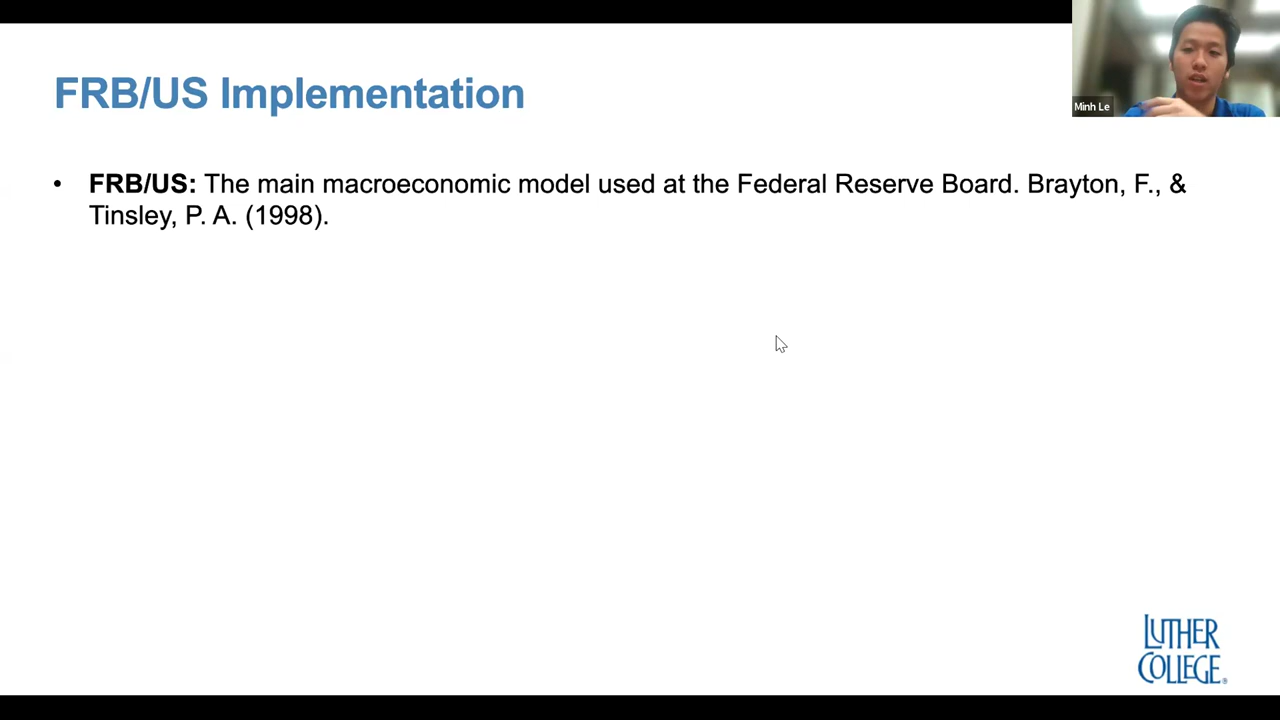 FRB/US Implementation
Minh Le
• FRB/US: The main macroeconomic model used at the Federal Reserve Board. Brayton, F., &
Tinsley, P. A. (1998).
LUTHER
COLLEGE®